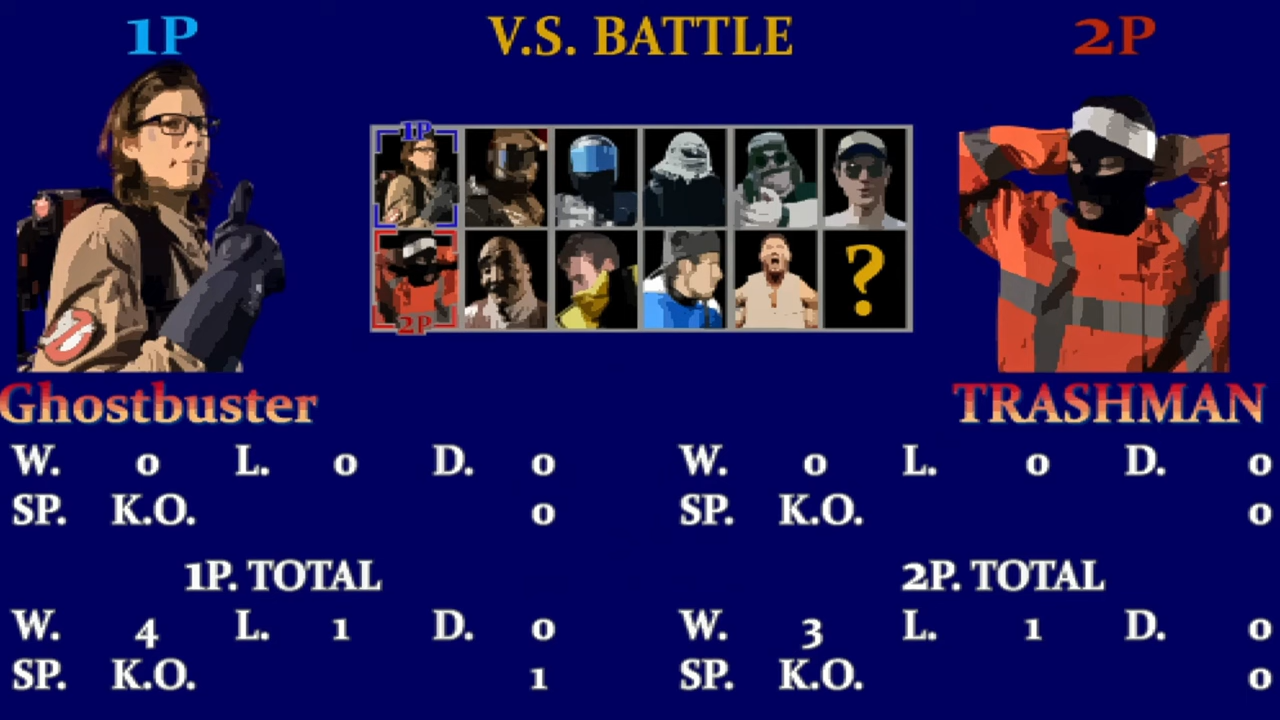 1P V.S. BATTLE 2P
1P
2P
?
Ghostbuster TRASHMAN
W. 0 L. 0 D. 0 W. 0 L. 0 D. 0
SP. K.O. 0 SP. K.O. 0
1P. TOTAL 2P. TOTAL
W. 4 L. 1 D. 0 W. 3 L. 1 D. 0
SP. K.O. 1 SP. K.O. 0